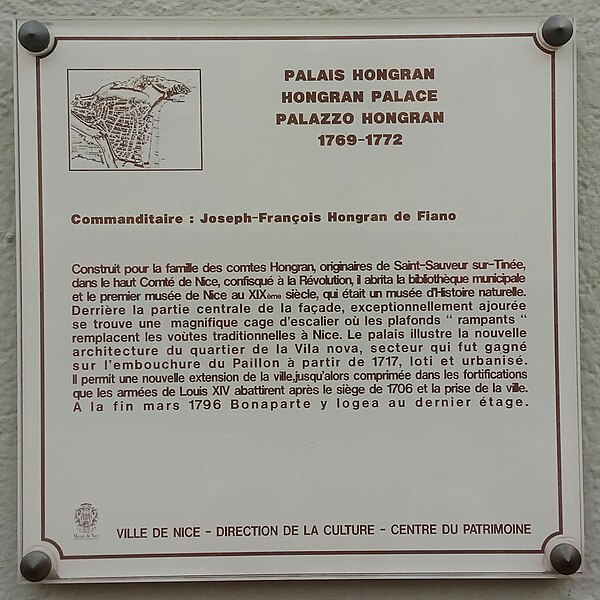 PALAIS HONGRAN
HONGRAN PALACE
PALAZZO HONGRAN
1769-1772
Commanditaire : Joseph-François Hongran de Fiano
Construit pour la famille des comtes Hongran, originaires de Saint-Sauveur sur-Tinée,
dans le haut Comté de Nice, confisqué à la Révolution, il abrita la bibliothèque municipale
et le premier musée de Nice au XIXème siècle, qui était un musée d'Histoire naturelle.
Derrière la partie centrale de la façade, exceptionnellement ajourée
se trouve une magnifique cage d'escalier où les plafonds " rampants "
remplacent les voûtes traditionnelles à Nice. Le palais illustre la nouvelle
architecture du quartier de la Vila nova, secteur qui fut gagné
sur l'embouchure du Paillon à partir de 1717, loti et urbanisé.
Il permit une nouvelle extension de la ville,jusqu'alors comprimée dans les fortifications
que les armées de Louis XIV abattirent après le siège de 1706 et la prise de la ville.
A la fin mars 1796 Bonaparte y logea au dernier étage.
Mairie de Nice
VILLE DE NICE - DIRECTION DE LA CULTURE - CENTRE DU PATRIMOINE